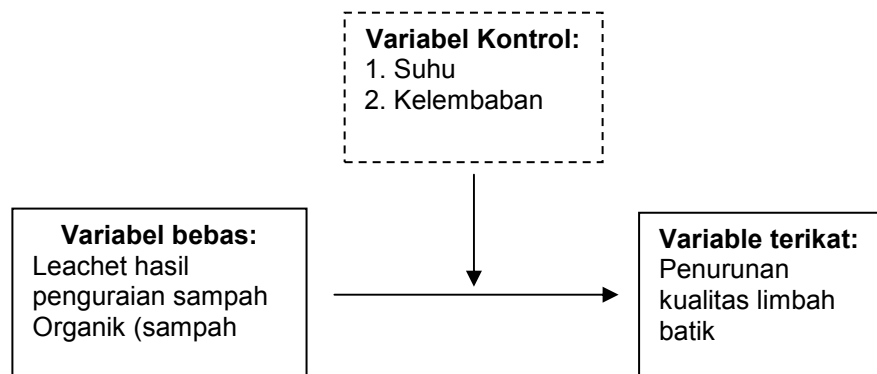 Variabel Kontrol:
1. Suhu
2. Kelembaban
Variabel bebas:
Leachet hasil
penguraian sampah
Organik (sampah
Variable terikat:
Penurunan
kualitas limbah
batik